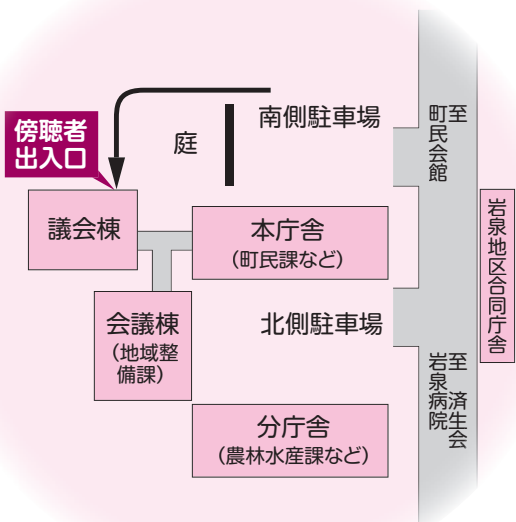 傍聴者
出入口
庭
南側駐車場
至
町民会館
議会棟
本庁舎
（町民課など）
岩泉地区合同庁舎
会議棟
（地域整
備課）
北側駐車場
至 済生会
岩泉病院
分庁舎
（農林水産課など）